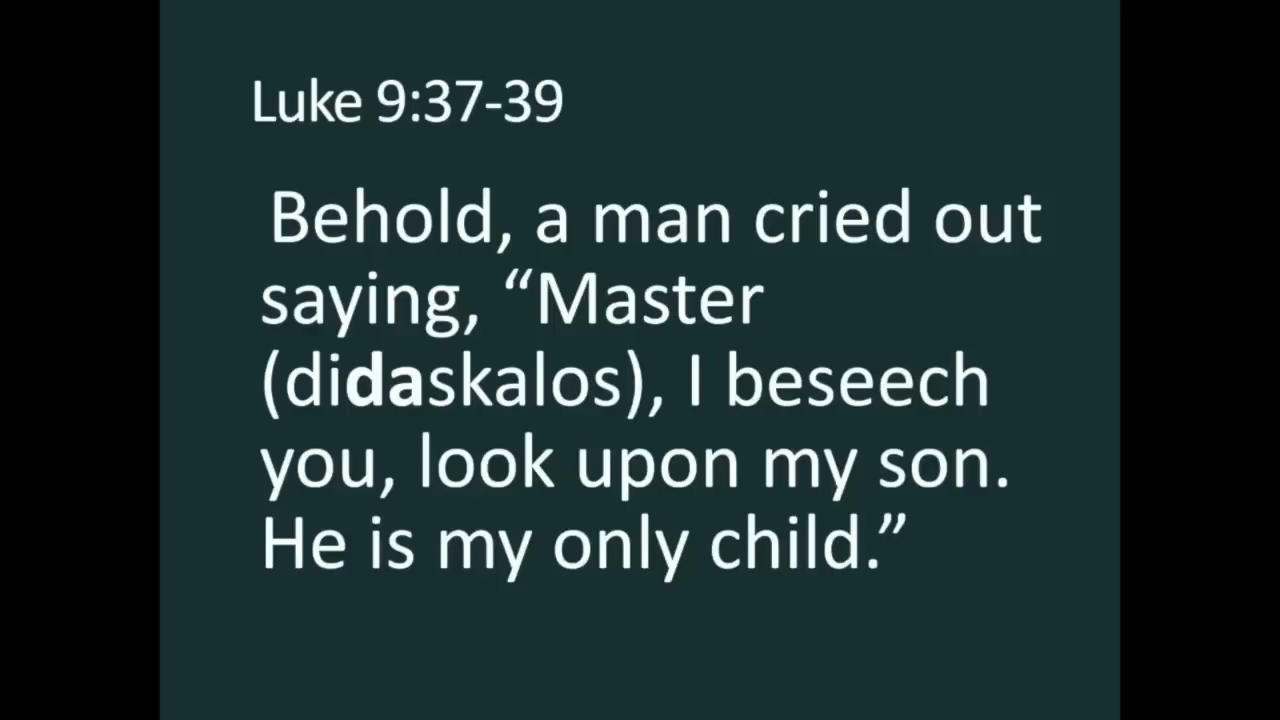 Luke 9:37-39
Behold, a man cried out
saying, “Master
(didaskalos), I beseech
you, look upon my son.
He is my only child.”